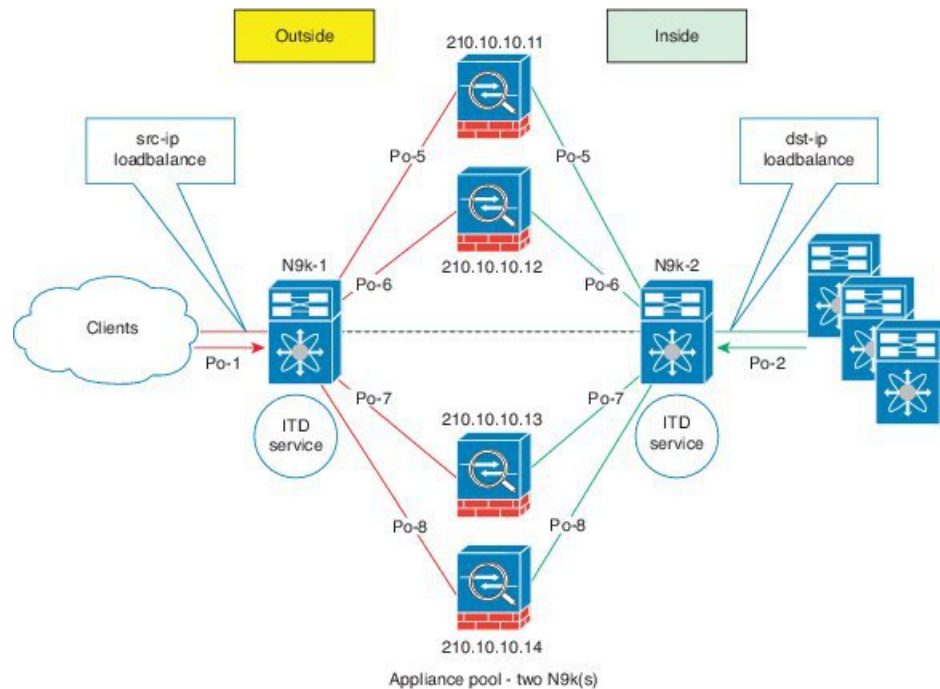 Outside
210.10.10.11
Inside
src-ip
loadbalance
dst-ip
loadbalance
Po-5
Po-5
N9k-1
210.10.10.12
N9k-2
Po-6
Po-6
Clients
Po-1
Po-2
Po-7
Po-7
ITD
service
210.10.10.13
ITD
service
Po-8
Po-8
210.10.10.14
Appliance pool - two N9k(s)